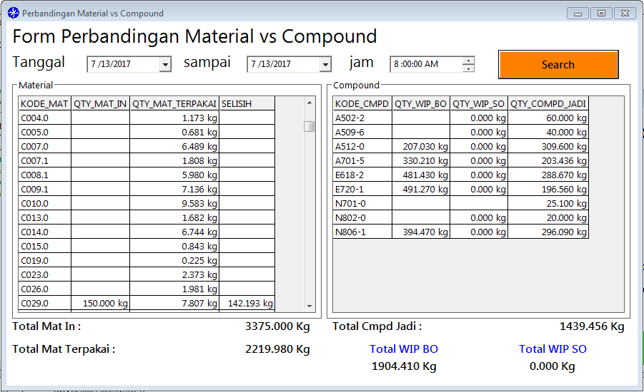 Perbandingan Material vs Compound
Form Perbandingan Material vs Compound
Tanggal 7 /13/2017 sampai 7 /13/2017 jam 8 :00:00 AM Search
Material
KODE_MAT QTY_MAT_IN QTY_MAT_TERPAKAI SELISIH
C004.0 1.173 kg
C005.0 0.681 kg
C007.0 6.489 kg
C007.1 1.808 kg
C008.1 5.980 kg
C009.1 7.136 kg
C010.0 9.583 kg
C013.0 1.682 kg
C014.0 6.744 kg
C015.0 0.843 kg
C019.0 0.225 kg
C023.0 2.373 kg
C026.0 1.981 kg
C029.0 150.000 kg 7.807 kg 142.193 kg
Total Mat In : 3375.000 Kg
Total Mat Terpakai : 2219.980 Kg
Compound
KODE_CMPD QTY_WIP_BO QTY_WIP_SO QTY_COMPD_JADI
A502-2 0.000 kg 60.000 kg
A509-6 0.000 kg 40.000 kg
A512-0 207.030 kg 0.000 kg 309.600 kg
A701-5 330.210 kg 0.000 kg 203.436 kg
E618-2 481.430 kg 0.000 kg 288.670 kg
E720-1 491.270 kg 0.000 kg 196.560 kg
N701-0 25.100 kg
N802-0 0.000 kg 20.000 kg
N806-1 394.470 kg 0.000 kg 296.090 kg
Total Cmpd Jadi : 1439.456 Kg
Total WIP BO Total WIP SO
1904.410 Kg 0.000 Kg